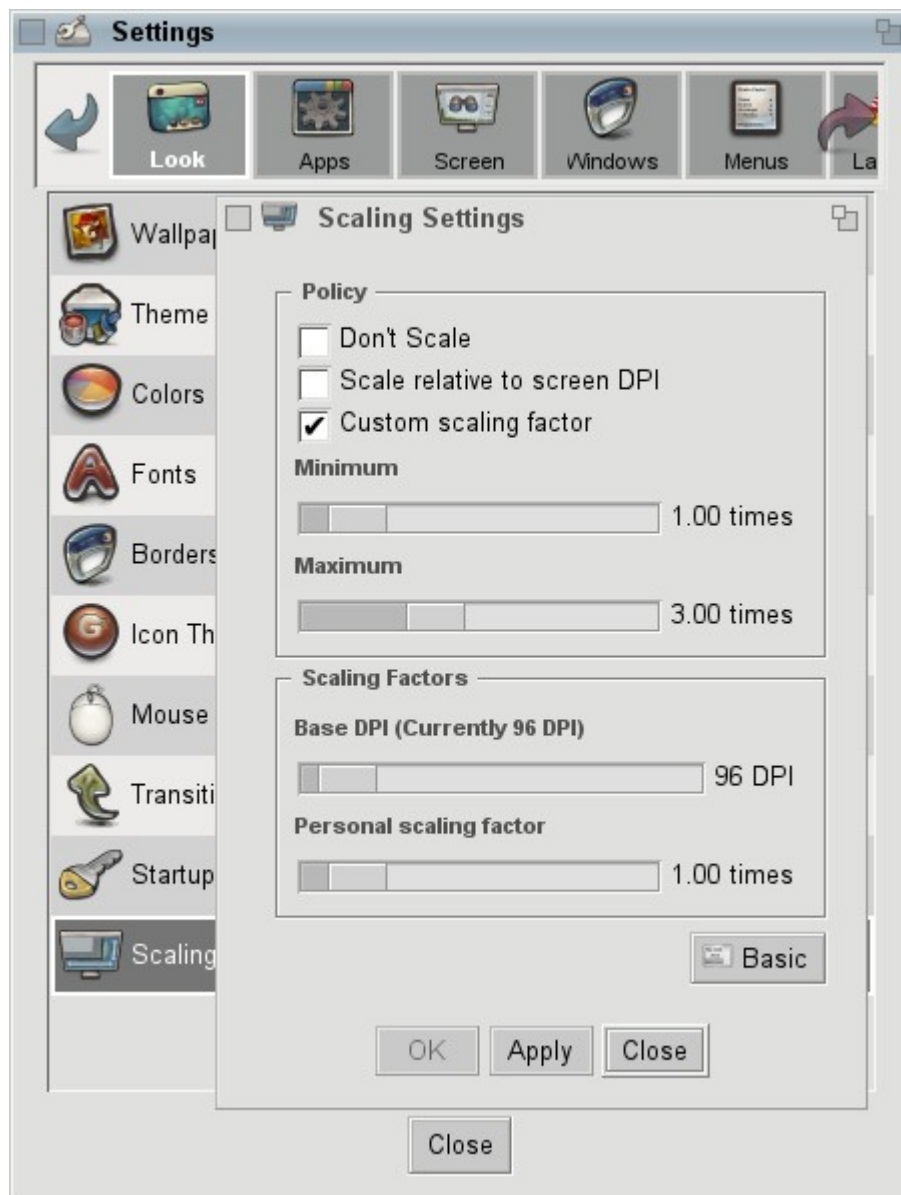 Settings
Look
Apps
Screen
Windows
Menus
La
Wallpap
Scaling Settings
Theme
Colors
Fonts
Borders
Icon Th
Mouse
Transiti
Startup
Scaling
Policy
Don't Scale
Scale relative to screen DPI
Custom scaling factor
Minimum
1.00 times
Maximum
3.00 times
Scaling Factors
Base DPI (Currently 96 DPI)
96 DPI
Personal scaling factor
1.00 times
Basic
OK
Apply
Close
Close